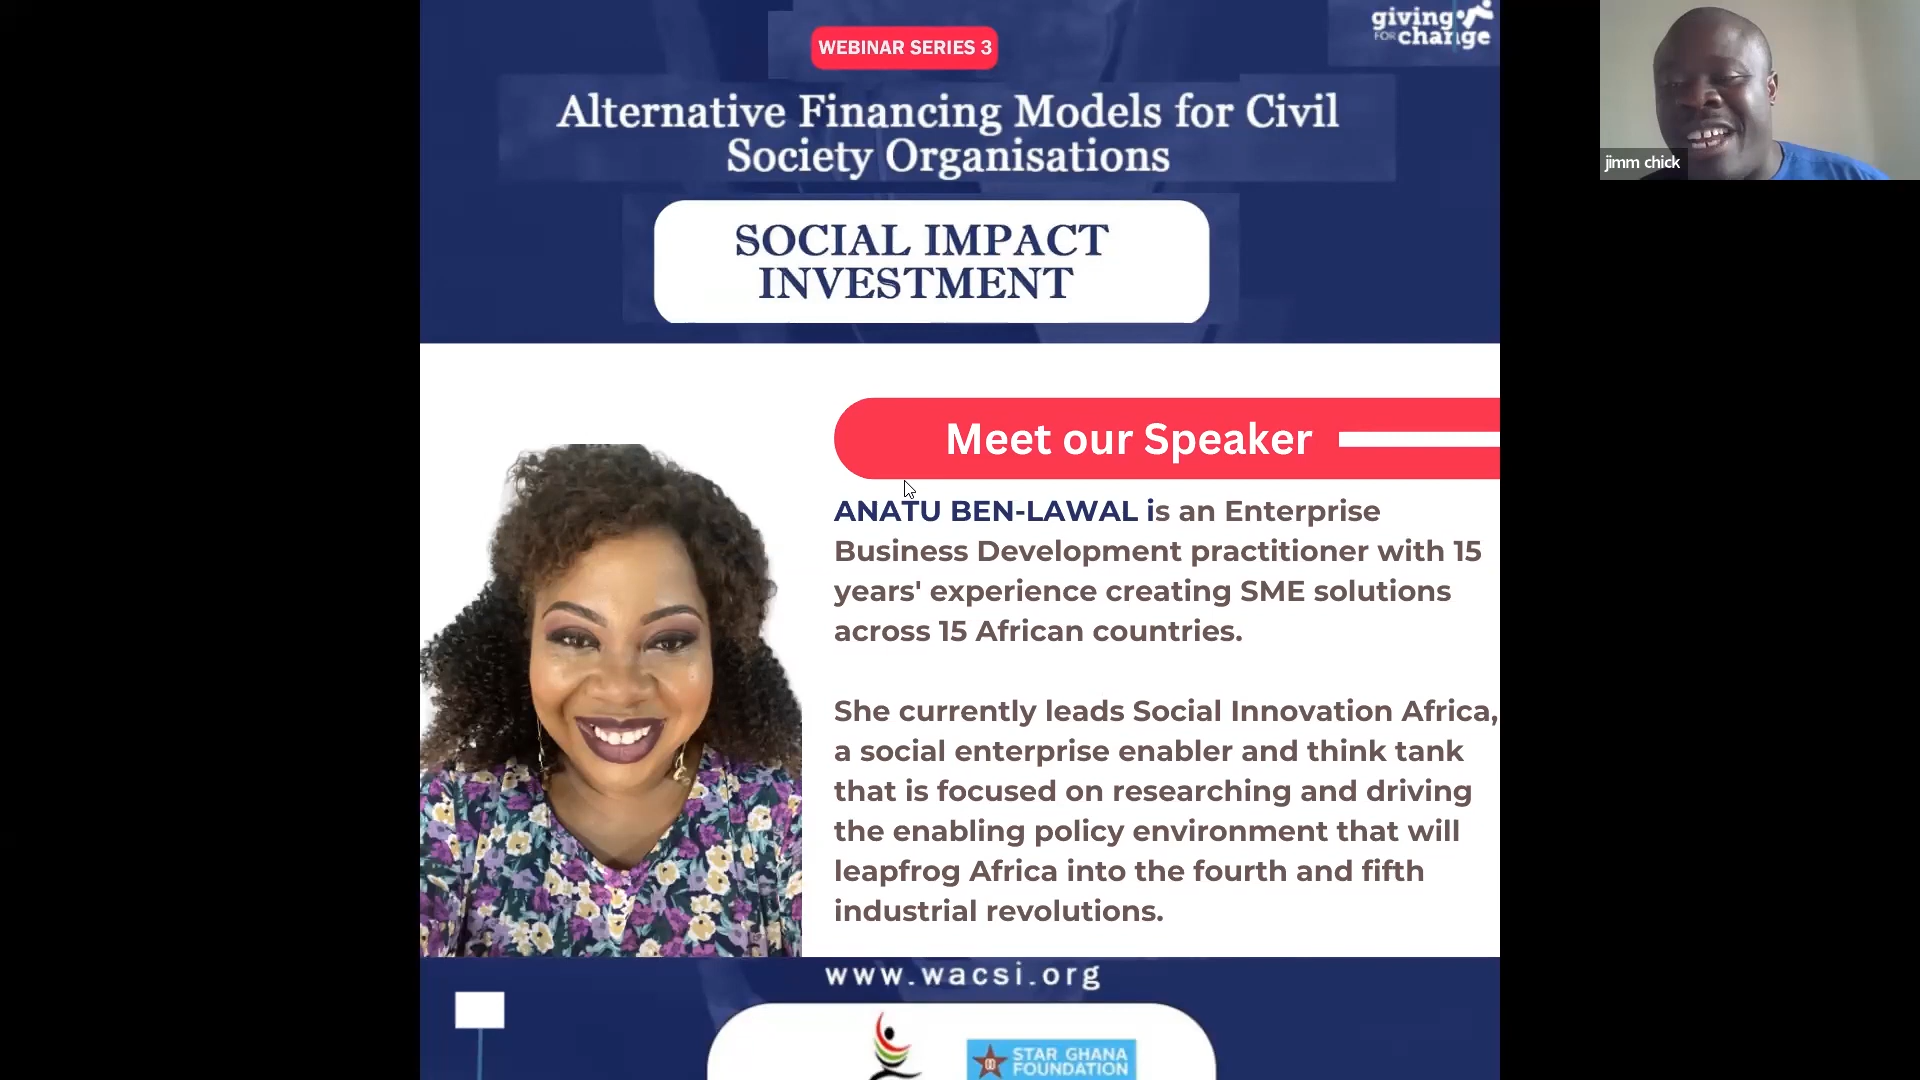 WEBINAR SERIES 3
giving
FOR change
Alternative Financing Models for Civil
Society Organisations
SOCIAL IMPACT
INVESTMENT
jimm chick
Meet our Speaker
ANATU BEN-LAWAL is an Enterprise
Business Development practitioner with 15
years' experience creating SME solutions
across 15 African countries.
She currently leads Social Innovation Africa,
a social enterprise enabler and think tank
that is focused on researching and driving
the enabling policy environment that will
leapfrog Africa into the fourth and fifth
industrial revolutions.
www.wacsi.org
STAR GHANA
FOUNDATION